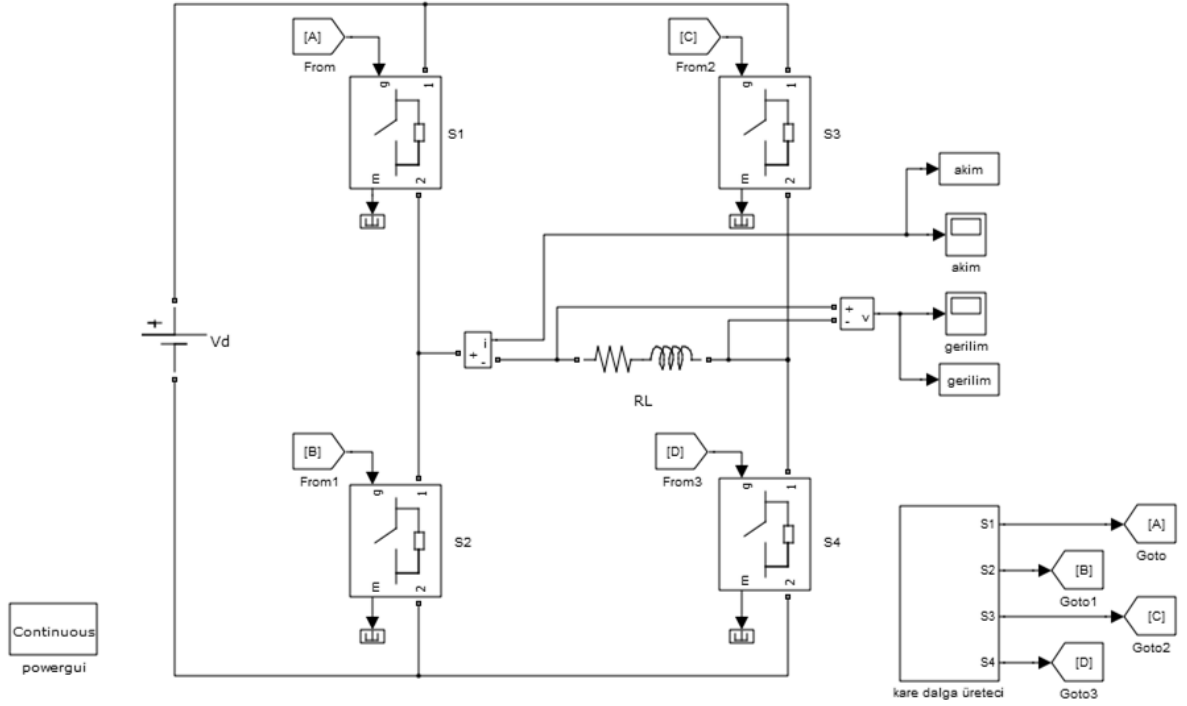 [A]
From
g
1
S1
m
2
[C]
From2
g
1
S3
m
2
akim
akim
+
Vd
i
+
-
+
-
v
gerilim
gerilim
RL
[B]
From1
g
1
S2
m
2
[D]
From3
g
1
S4
m
2
S1
[A]
Goto
S2
[B]
Goto1
S3
[C]
Goto2
S4
[D]
Goto3
kare dalga üreteci
Continuous
powergui